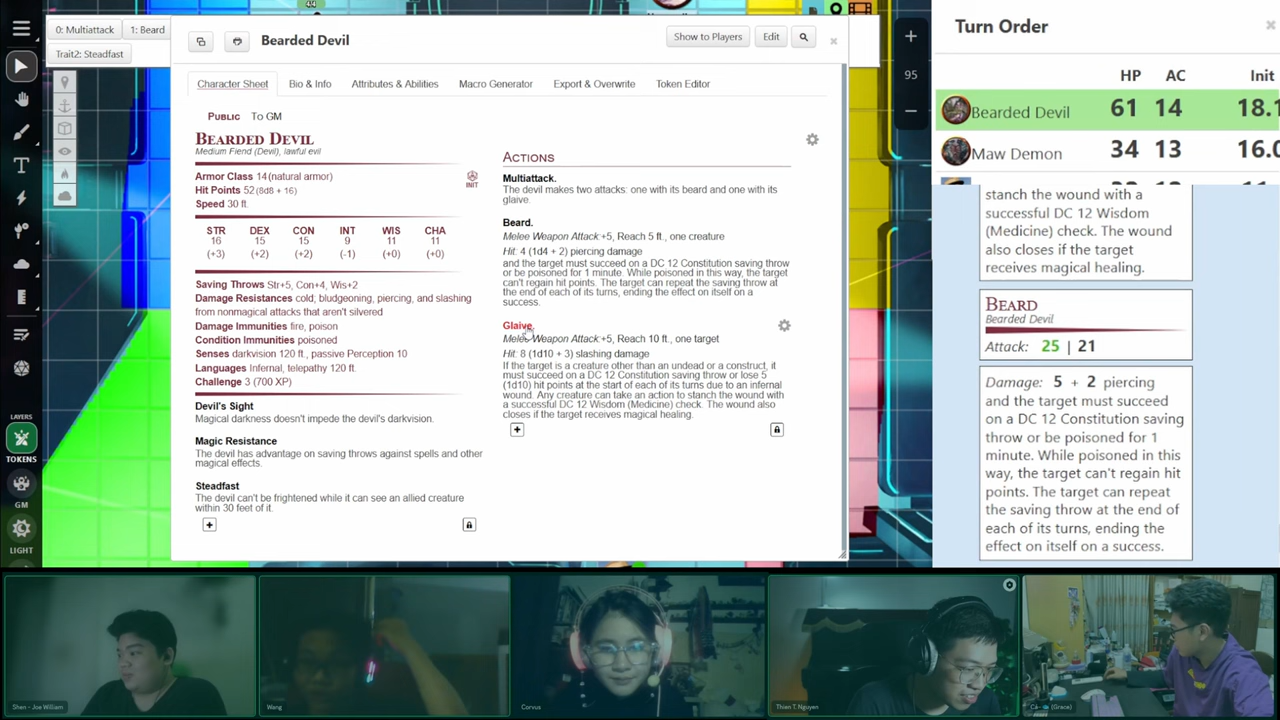 4/4
0: Multiattack
1: Beard
Trait2: Steadfast
Bearded Devil
Show to Players
Edit
Character Sheet
Bio & Info
Attributes & Abilities
Macro Generator
Export & Overwrite
Token Editor
PUBLIC To GM
BEARDED DEVIL
Medium Fiend (Devil), lawful evil
Armor Class 14 (natural armor)
Hit Points 52 (8d8 + 16)
Speed 30 ft.
INIT
STR DEX CON INT WIS CHA
16 15 15 9 11 11
(+3) (+2) (+2) (-1) (+0) (+0)
Saving Throws Str+5, Con+4, Wis+2
Damage Resistances cold; bludgeoning, piercing, and slashing
from nonmagical attacks that aren't silvered
Damage Immunities fire, poison
Condition Immunities poisoned
Senses darkvision 120 ft., passive Perception 10
Languages Infernal, telepathy 120 ft.
Challenge 3 (700 XP)
Devil's Sight
Magical darkness doesn't impede the devil's darkvision.
Magic Resistance
The devil has advantage on saving throws against spells and other
magical effects.
Steadfast
The devil can't be frightened while it can see an allied creature
within 30 feet of it.
+
ACTIONS
Multiattack.
The devil makes two attacks: one with its beard and one with its
glaive.
Beard.
Melee Weapon Attack:+5, Reach 5 ft., one creature
Hit: 4 (1d4 + 2) piercing damage
and the target must succeed on a DC 12 Constitution saving throw
or be poisoned for 1 minute. While poisoned in this way, the target
can't regain hit points. The target can repeat the saving throw at
the end of each of its turns, ending the effect on itself on a
success.
Glaive.
Melee Weapon Attack:+5, Reach 10 ft., one target
Hit: 8 (1d10 + 3) slashing damage
If the target is a creature other than an undead or a construct, it
must succeed on a DC 12 Constitution saving throw or lose 5
(1d10) hit points at the start of each of its turns due to an infernal
wound. Any creature can take an action to stanch the wound with
a successful DC 12 Wisdom (Medicine) check. The wound also
closes if the target receives magical healing.
+
+
95
−
LAYERS
TOKENS
GM
LIGHT
Turn Order
HP AC Init
Bearded Devil 61 14 18.1
Maw Demon 34 13 16.0
stanch the wound with a
successful DC 12 Wisdom
(Medicine) check. The wound
also closes if the target
receives magical healing.
BEARD
Bearded Devil
Attack: 25 | 21
Damage: 5 + 2 piercing
and the target must succeed
on a DC 12 Constitution saving
throw or be poisoned for 1
minute. While poisoned in this
way, the target can't regain hit
points. The target can repeat
the saving throw at the end of
each of its turns, ending the
effect on itself on a success.
Shen - Joe William
Wang
Corvus
Thien T. Nguyen
(Grace)